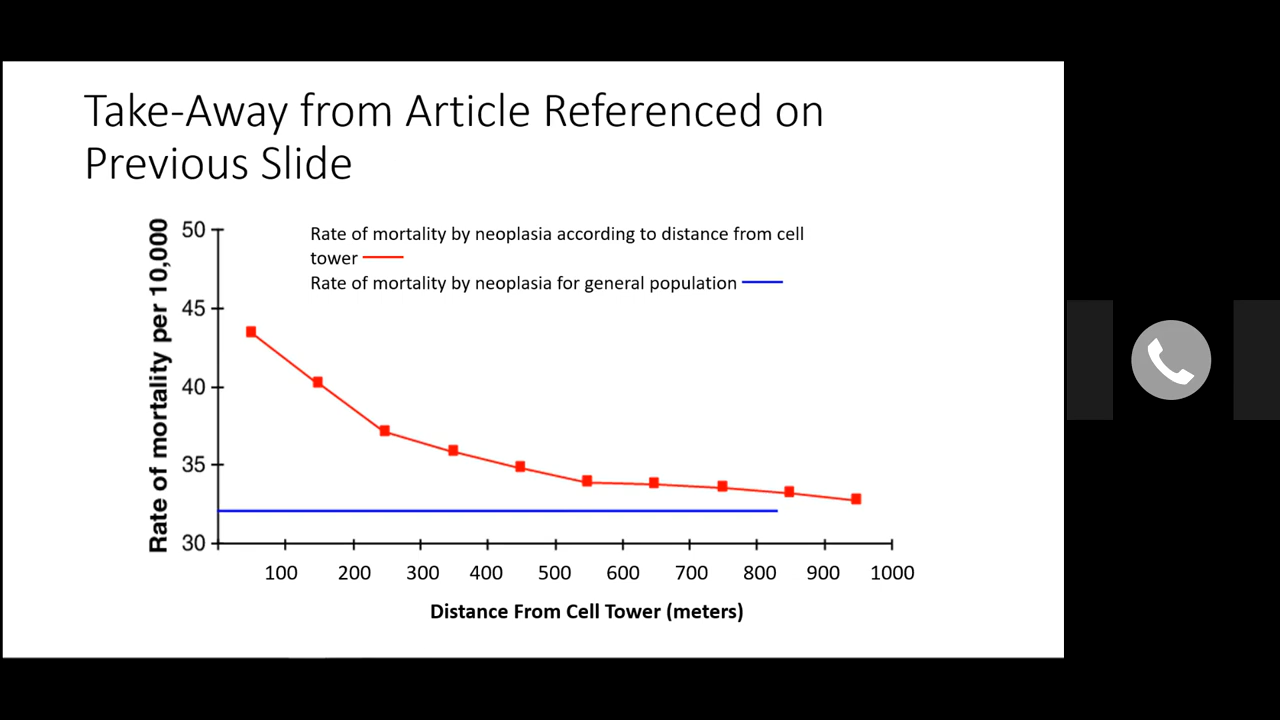 Take-Away from Article Referenced on
Previous Slide
Rate of mortality per 10,000
50
45
40
35
30
Rate of mortality by neoplasia according to distance from cell
tower
Rate of mortality by neoplasia for general population
100 200 300 400 500 600 700 800 900 1000
Distance From Cell Tower (meters)